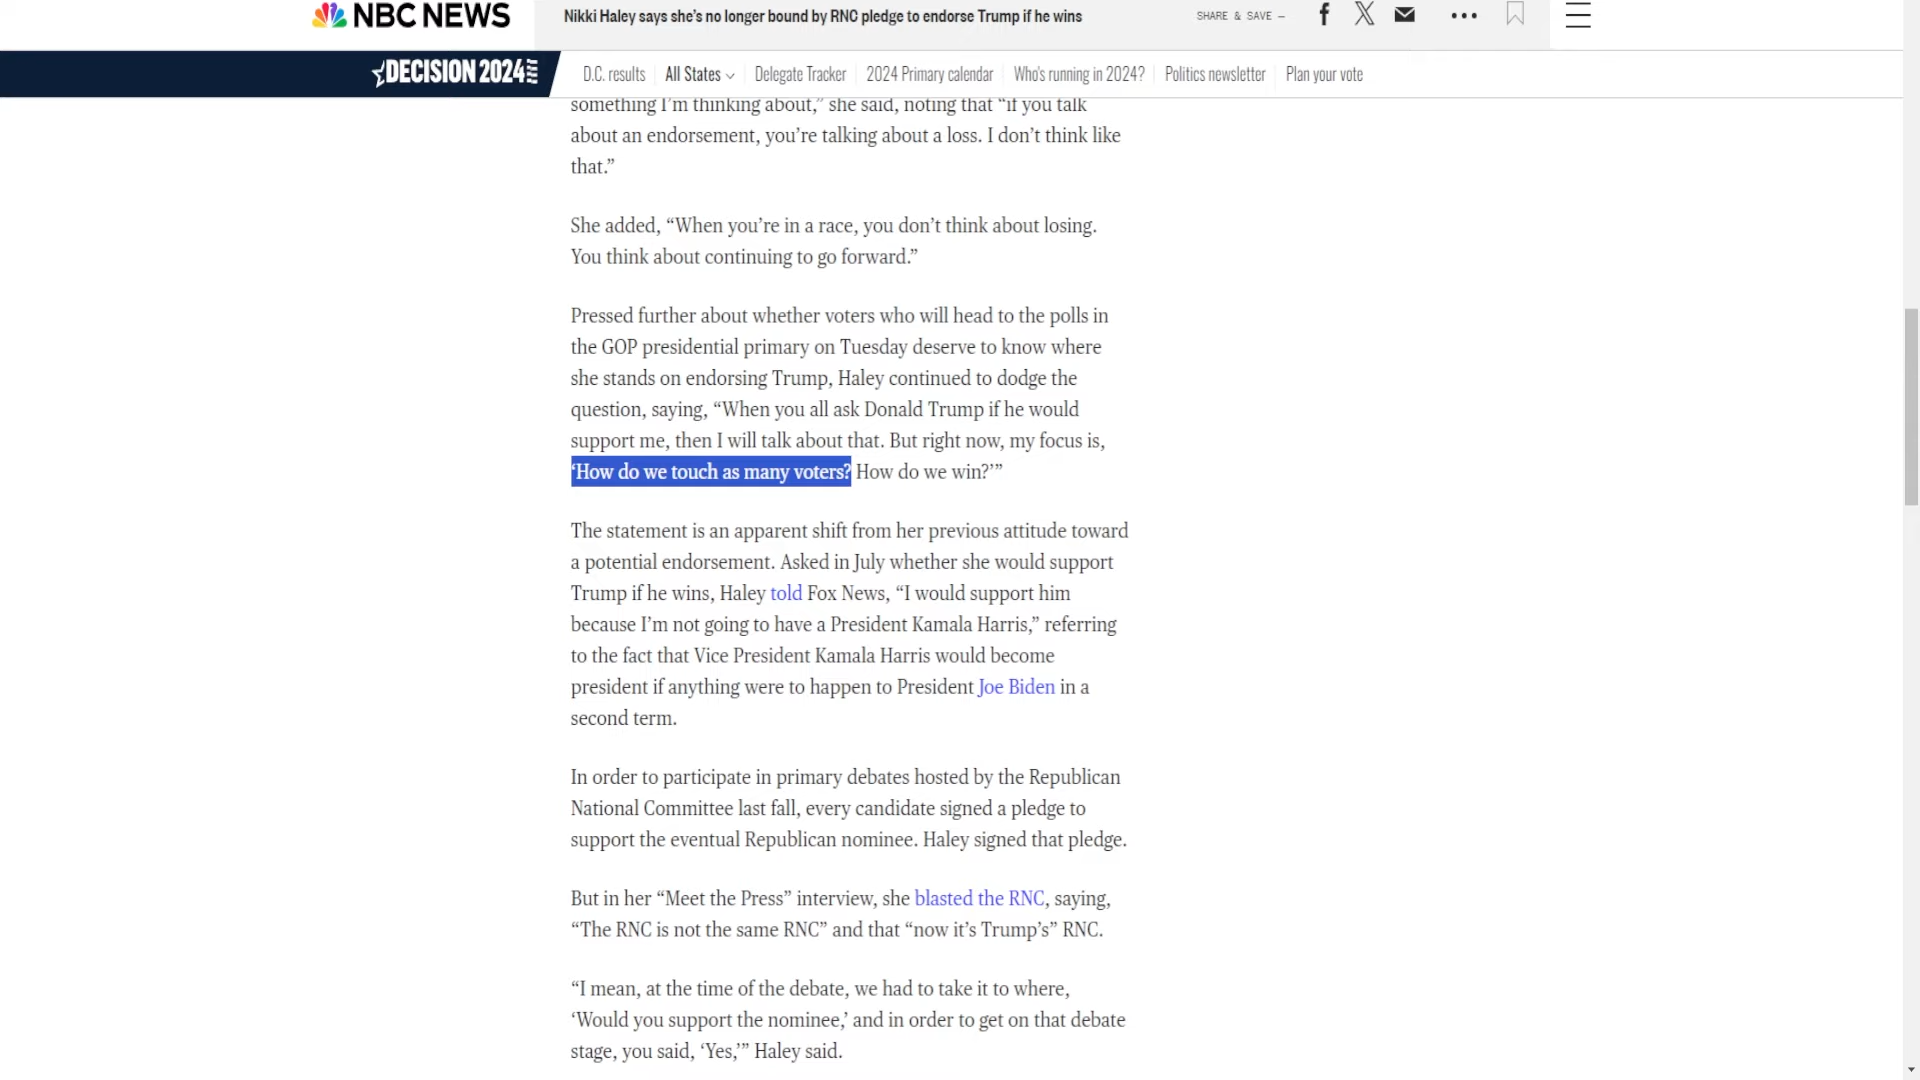 NBC NEWS
Nikki Haley says she's no longer bound by RNC pledge to endorse Trump if he wins
SHARE & SAVE —
DECISION 2024
D.C. results
All States
Delegate Tracker
2024 Primary calendar
Who's running in 2024?
Politics newsletter
Plan your vote
something I'm thinking about,” she said, noting that “if you talk
about an endorsement, you're talking about a loss. I don't think like
that.”
She added, “When you're in a race, you don't think about losing.
You think about continuing to go forward.”
Pressed further about whether voters who will head to the polls in
the GOP presidential primary on Tuesday deserve to know where
she stands on endorsing Trump, Haley continued to dodge the
question, saying, “When you all ask Donald Trump if he would
support me, then I will talk about that. But right now, my focus is,
‘How do we touch as many voters? How do we win?’”
The statement is an apparent shift from her previous attitude toward
a potential endorsement. Asked in July whether she would support
Trump if he wins, Haley told Fox News, “I would support him
because I'm not going to have a President Kamala Harris,” referring
to the fact that Vice President Kamala Harris would become
president if anything were to happen to President Joe Biden in a
second term.
In order to participate in primary debates hosted by the Republican
National Committee last fall, every candidate signed a pledge to
support the eventual Republican nominee. Haley signed that pledge.
But in her “Meet the Press” interview, she blasted the RNC, saying,
“The RNC is not the same RNC” and that “now it's Trump's” RNC.
“I mean, at the time of the debate, we had to take it to where,
‘Would you support the nominee,’ and in order to get on that debate
stage, you said, ‘Yes,’” Haley said.